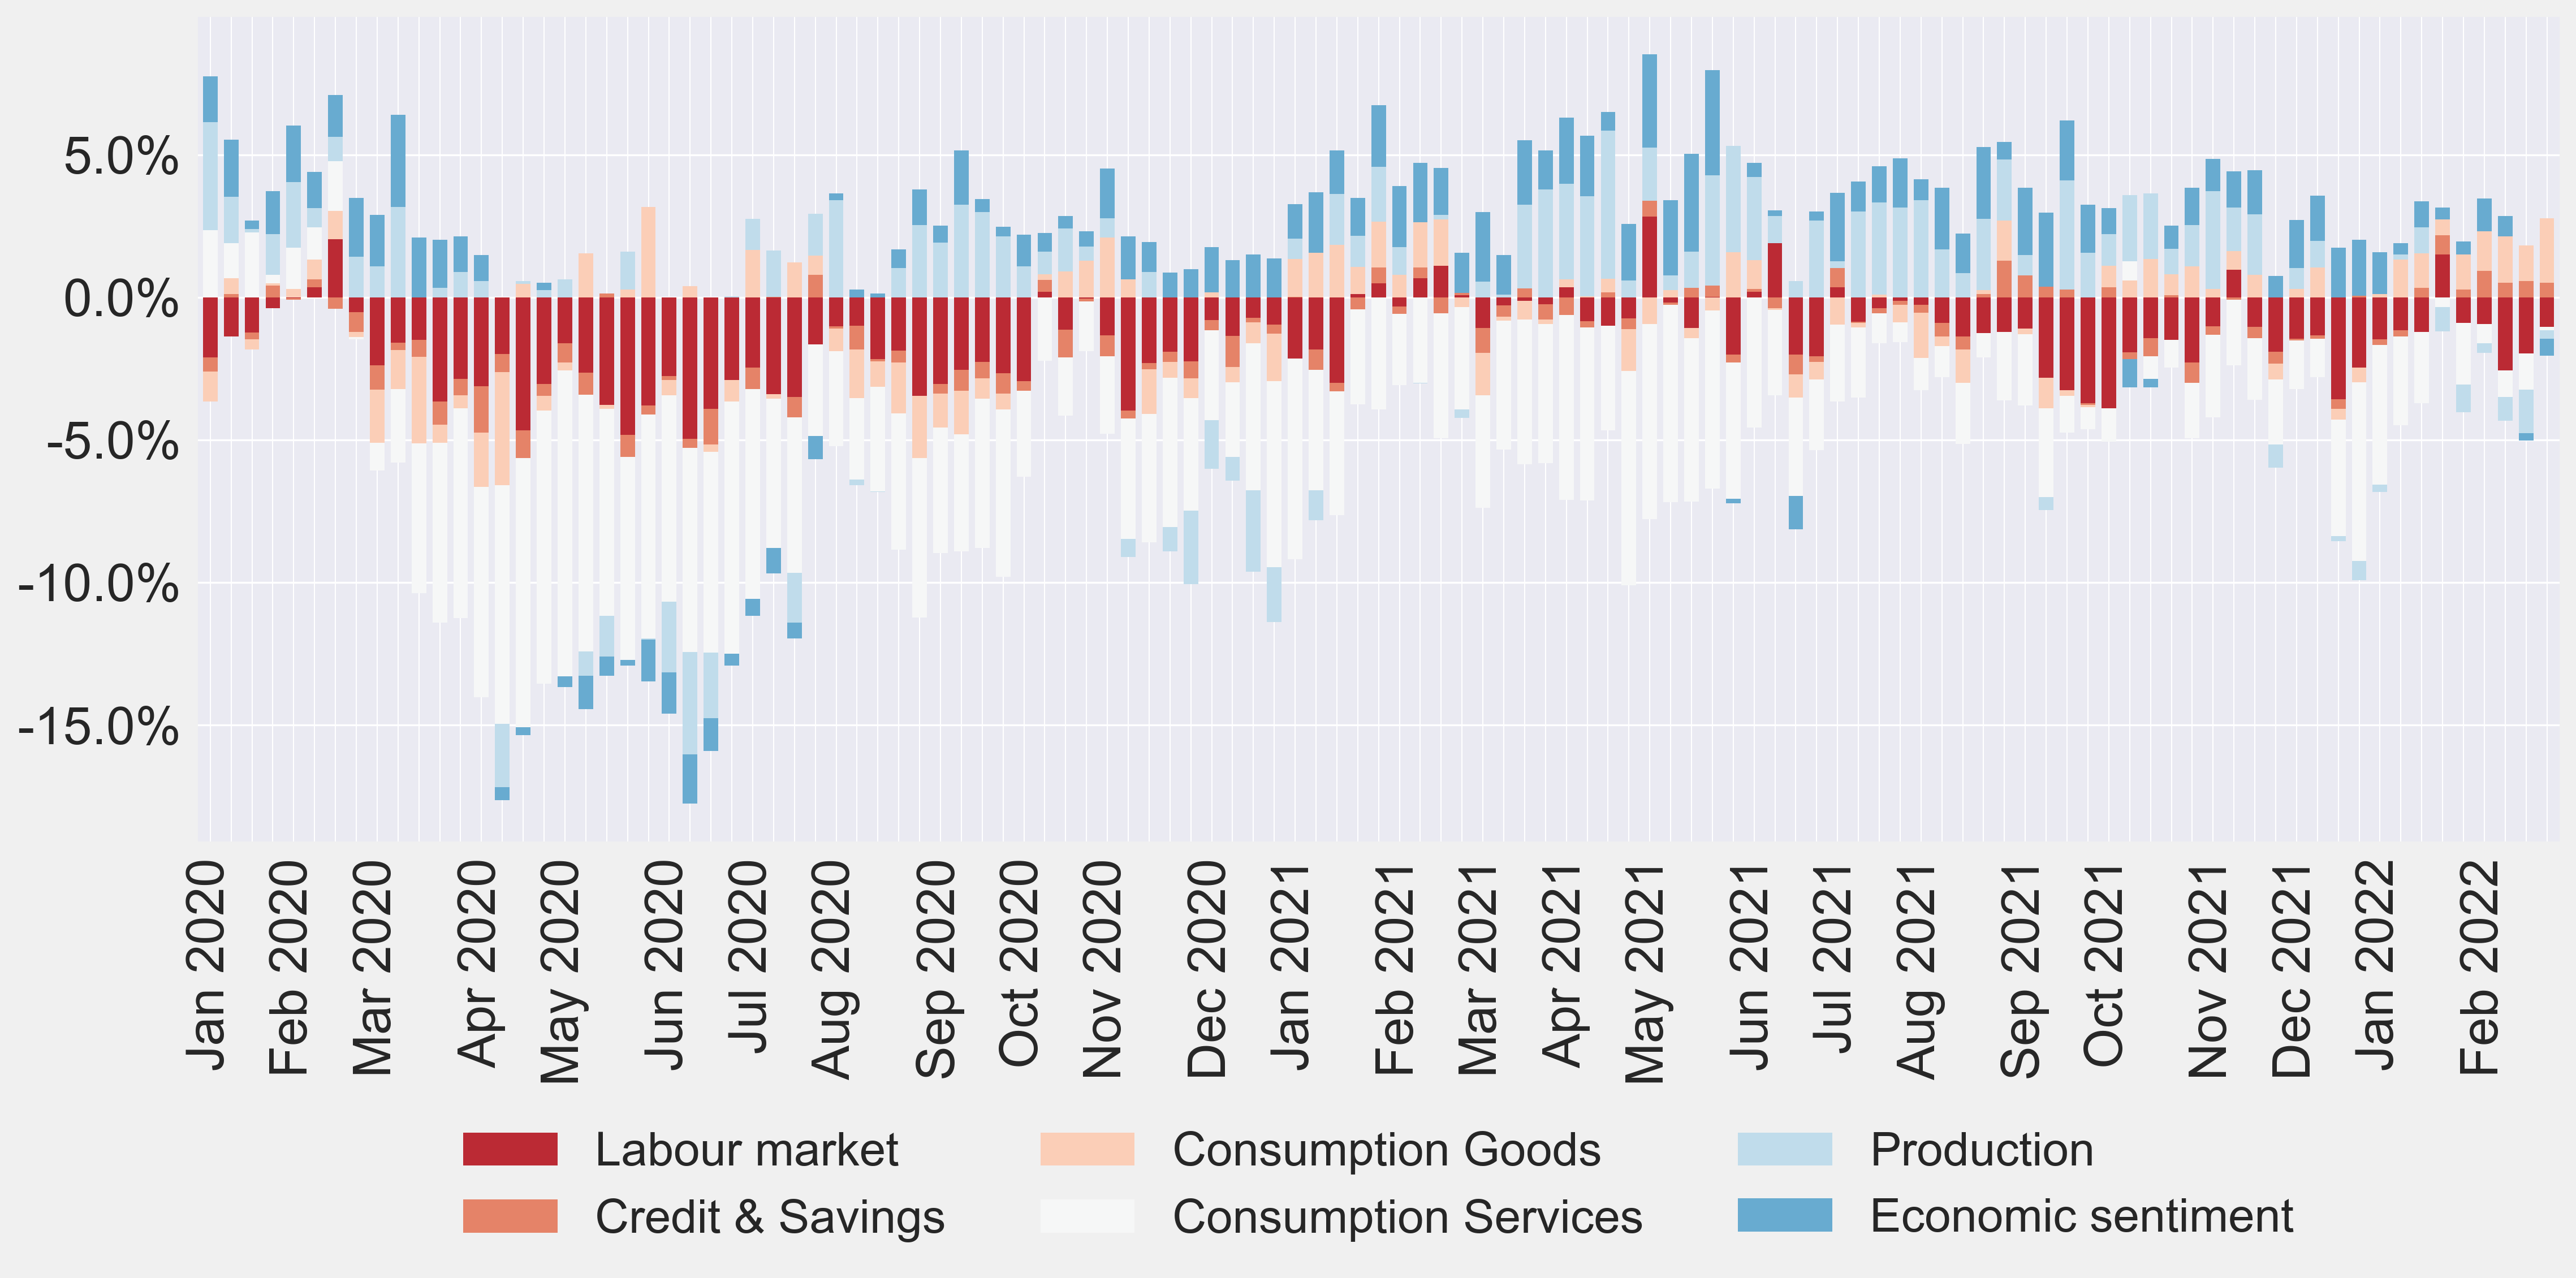 5.0%
0.0%
-5.0%
-10.0%
-15.0%
Jan 2020
Feb 2020
Mar 2020
Apr 2020
May 2020
Jun 2020
Jul 2020
Aug 2020
Sep 2020
Oct 2020
Nov 2020
Dec 2020
Jan 2021
Feb 2021
Mar 2021
Apr 2021
May 2021
Jun 2021
Jul 2021
Aug 2021
Sep 2021
Oct 2021
Nov 2021
Dec 2021
Jan 2022
Feb 2022
Labour market
Consumption Goods
Production
Credit & Savings
Consumption Services
Economic sentiment